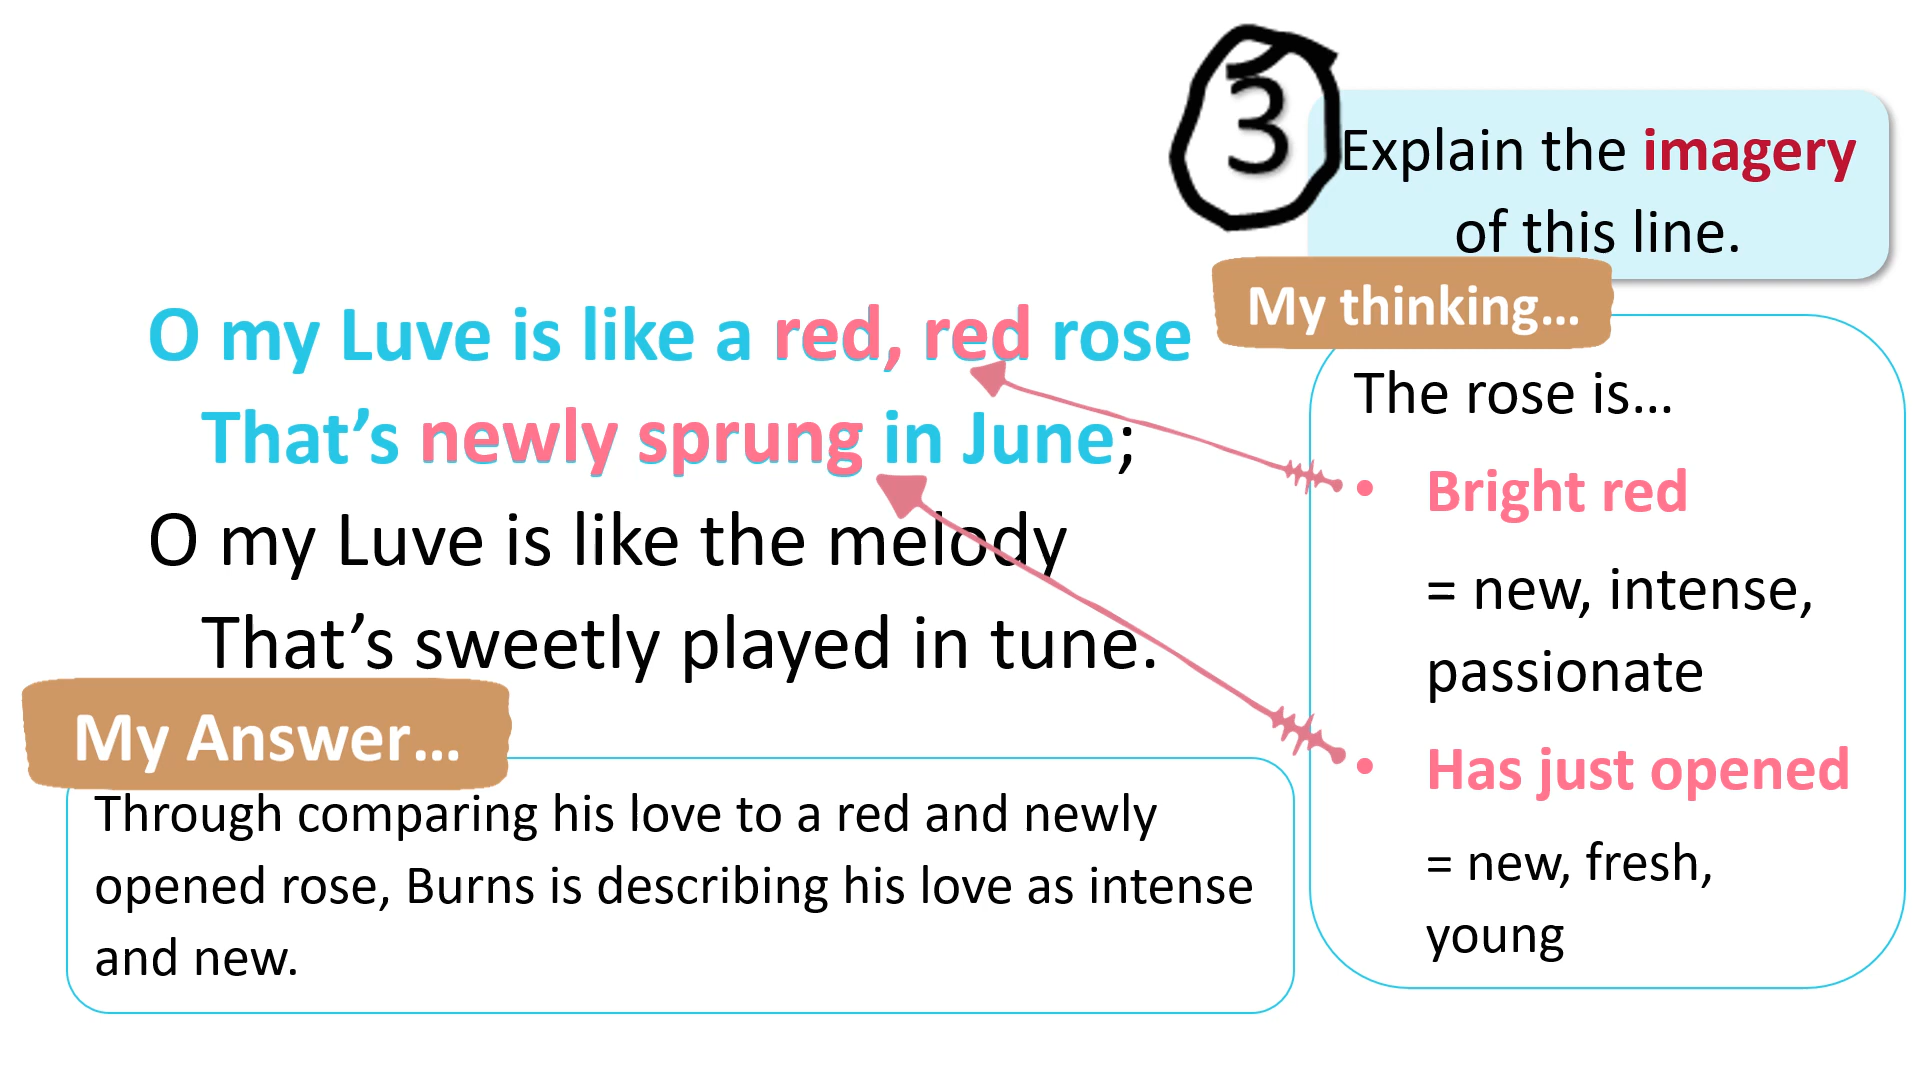 3
Explain the imagery
of this line.
O my Luve is like a red, red rose
That’s newly sprung in June;
O my Luve is like the melody
That’s sweetly played in tune.
My thinking...
The rose is...
• Bright red
= new, intense,
passionate
• Has just opened
= new, fresh,
young
My Answer...
Through comparing his love to a red and newly
opened rose, Burns is describing his love as intense
and new.